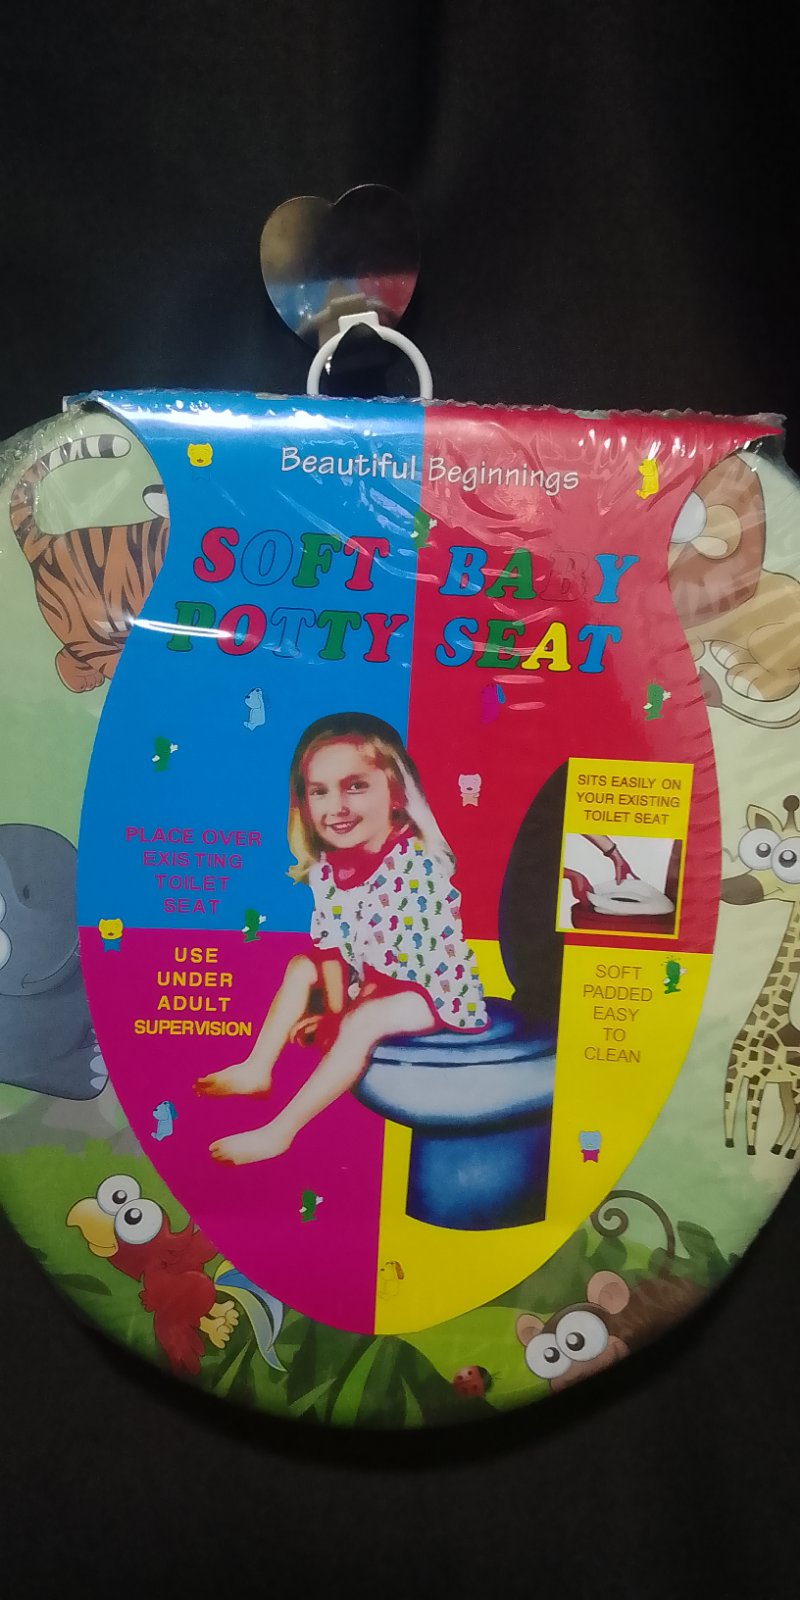 Beautiful Beginnings
SOFT BABY
POTTY SEAT
SITS EASILY ON
YOUR EXISTING
TOILET SEAT
PLACE OVER
EXISTING
TOILET
SEAT
USE
UNDER
ADULT
SUPERVISION
SOFT
PADDED
EASY
TO
CLEAN